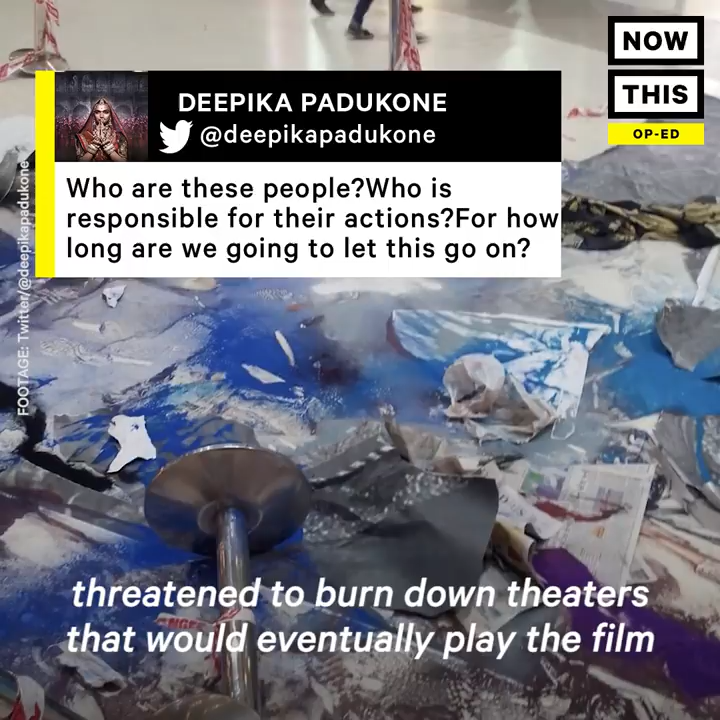 NOW
THIS
OP-ED
DEEPIKA PADUKONE
@deepikapadukone
Who are these people?Who is
responsible for their actions?For how
long are we going to let this go on?
FOOTAGE: Twitter/@deepikapadukone
threatened to burn down theaters
that would eventually play the film